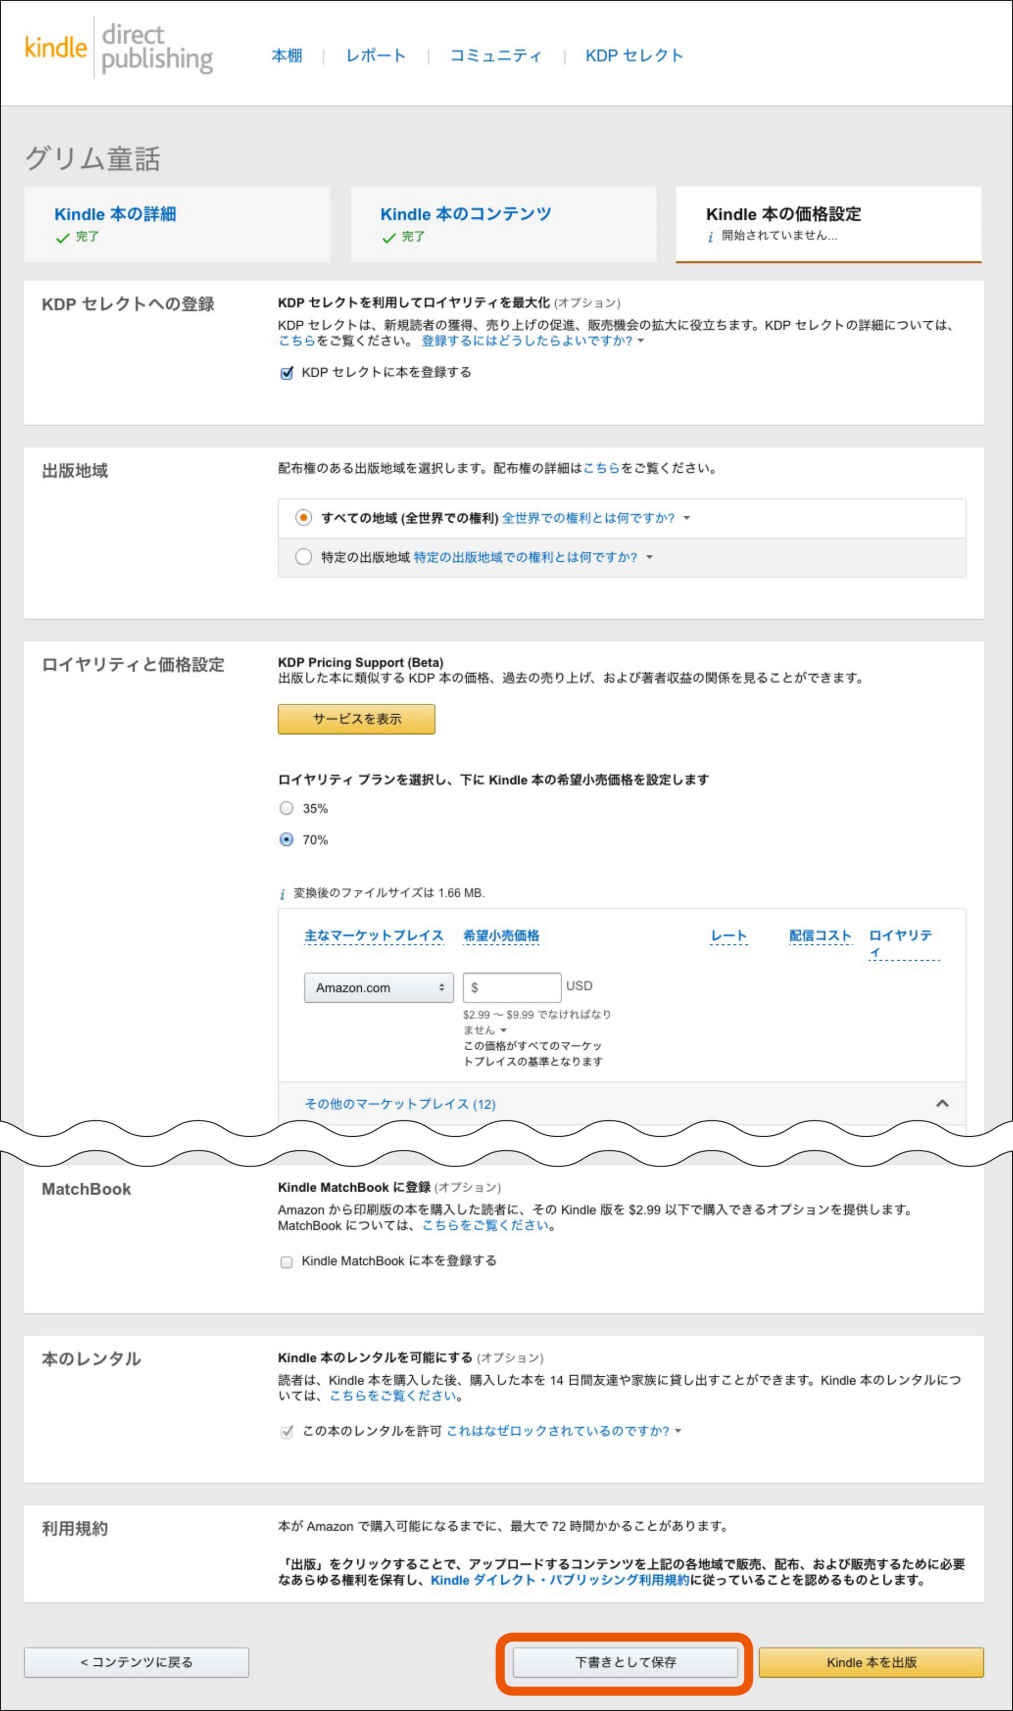 kindle direct publishing
本棚 | レポート | コミュニティ | KDP セレクト
グリム童話
Kindle 本の詳細
完了
Kindle 本のコンテンツ
完了
Kindle 本の価格設定
i 開始されていません...
KDP セレクトへの登録
KDP セレクトを利用してロイヤリティを最大化 (オプション)
KDP セレクトは、新規読者の獲得、売り上げの促進、販売機会の拡大に役立ちます。KDP セレクトの詳細については、
こちらをご覧ください。 登録するにはどうしたらよいですか?
KDP セレクトに本を登録する
出版地域
配布権のある出版地域を選択します。配布権の詳細はこちらをご覧ください。
すべての地域 (全世界での権利) 全世界での権利とは何ですか?
特定の出版地域 特定の出版地域での権利とは何ですか?
ロイヤリティと価格設定
KDP Pricing Support (Beta)
出版した本に類似する KDP 本の価格、過去の売り上げ、および著者収益の関係を見ることができます。
サービスを表示
ロイヤリティ プランを選択し、下に Kindle 本の希望小売価格を設定します
35%
70%
i 変換後のファイルサイズは 1.66 MB.
主なマーケットプレイス 希望小売価格 レート 配信コスト ロイヤリテ
ィ
Amazon.com $ USD
$2.99 〜 $9.99 でなければなり
ません
この価格がすべてのマーケッ
トプレイスの基準となります
その他のマーケットプレイス (12)
MatchBook
Kindle MatchBook に登録 (オプション)
Amazon から印刷版の本を購入した読者に、その Kindle 版を $2.99 以下で購入できるオプションを提供します。
MatchBook については、こちらをご覧ください。
Kindle MatchBook に本を登録する
本のレンタル
Kindle 本のレンタルを可能にする (オプション)
読者は、Kindle 本を購入した後、購入した本を 14 日間友達や家族に貸し出すことができます。Kindle 本のレンタルにつ
いては、こちらをご覧ください。
この本のレンタルを許可 これはなぜロックされているのですか?
利用規約
本が Amazon で購入可能になるまでに、最大で 72 時間かかることがあります。
「出版」をクリックすることで、アップロードするコンテンツを上記の各地域で販売、配布、および販売するために必要
なあらゆる権利を保有し、Kindle ダイレクト・パブリッシング利用規約に従っていることを認めるものとします。
< コンテンツに戻る
下書きとして保存
Kindle 本を出版